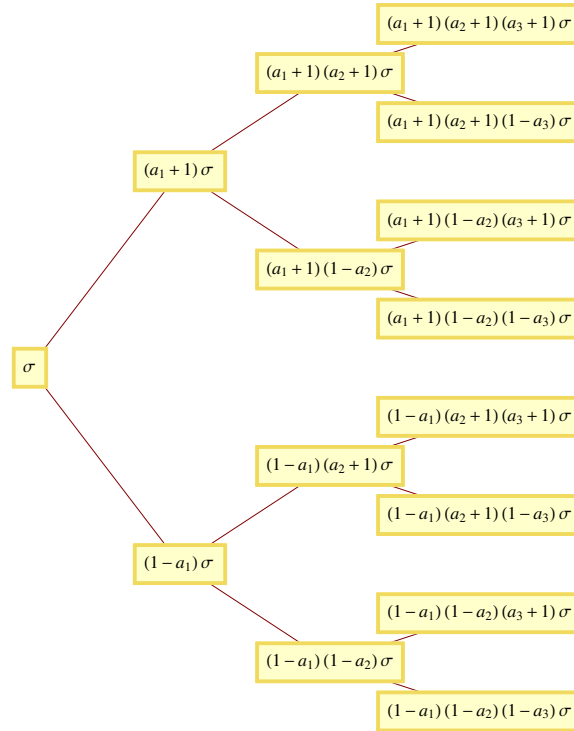 (a₁ + 1) (a₂ + 1) (a₃ + 1) σ
(a₁ + 1) (a₂ + 1) σ
(a₁ + 1) (a₂ + 1) (1 − a₃) σ
(a₁ + 1) σ
(a₁ + 1) (1 − a₂) (a₃ + 1) σ
(a₁ + 1) (1 − a₂) σ
(a₁ + 1) (1 − a₂) (1 − a₃) σ
σ
(1 − a₁) (a₂ + 1) (a₃ + 1) σ
(1 − a₁) (a₂ + 1) σ
(1 − a₁) (a₂ + 1) (1 − a₃) σ
(1 − a₁) σ
(1 − a₁) (1 − a₂) (a₃ + 1) σ
(1 − a₁) (1 − a₂) σ
(1 − a₁) (1 − a₂) (1 − a₃) σ